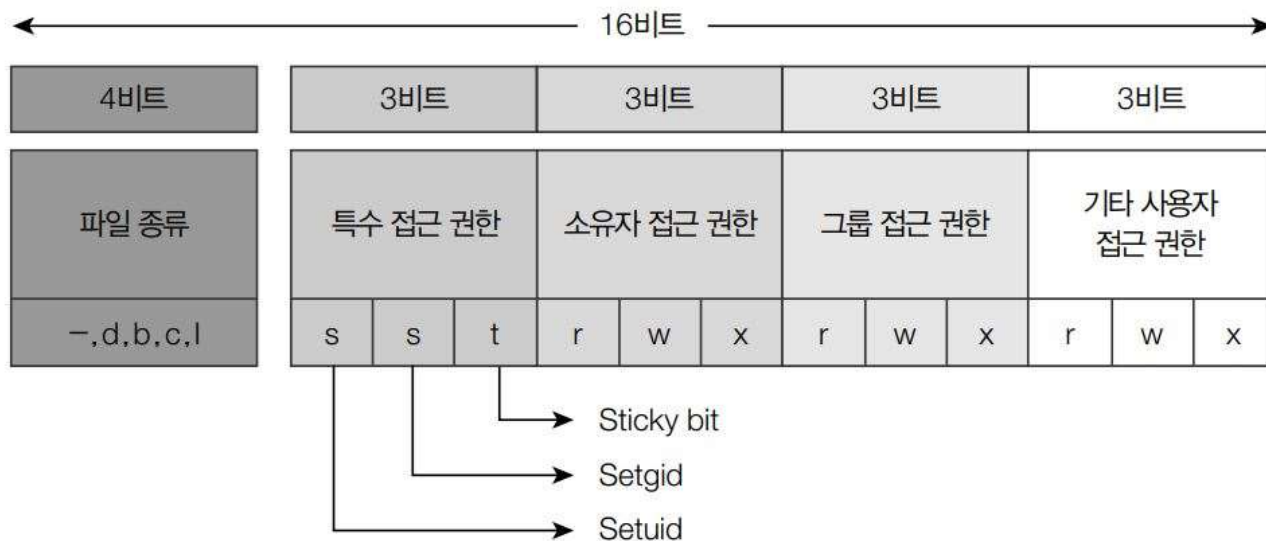 16비트
4비트 3비트 3비트 3비트 3비트
파일 종류 특수 접근 권한 소유자 접근 권한 그룹 접근 권한 기타 사용자
접근 권한
–,d,b,c,l s s t r w x r w x r w x
Sticky bit
Setgid
Setuid